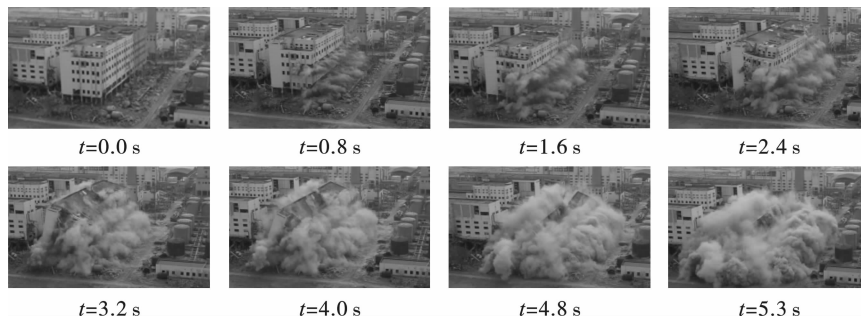 t=0.0 s
t=0.8 s
t=1.6 s
t=2.4 s
t=3.2 s
t=4.0 s
t=4.8 s
t=5.3 s